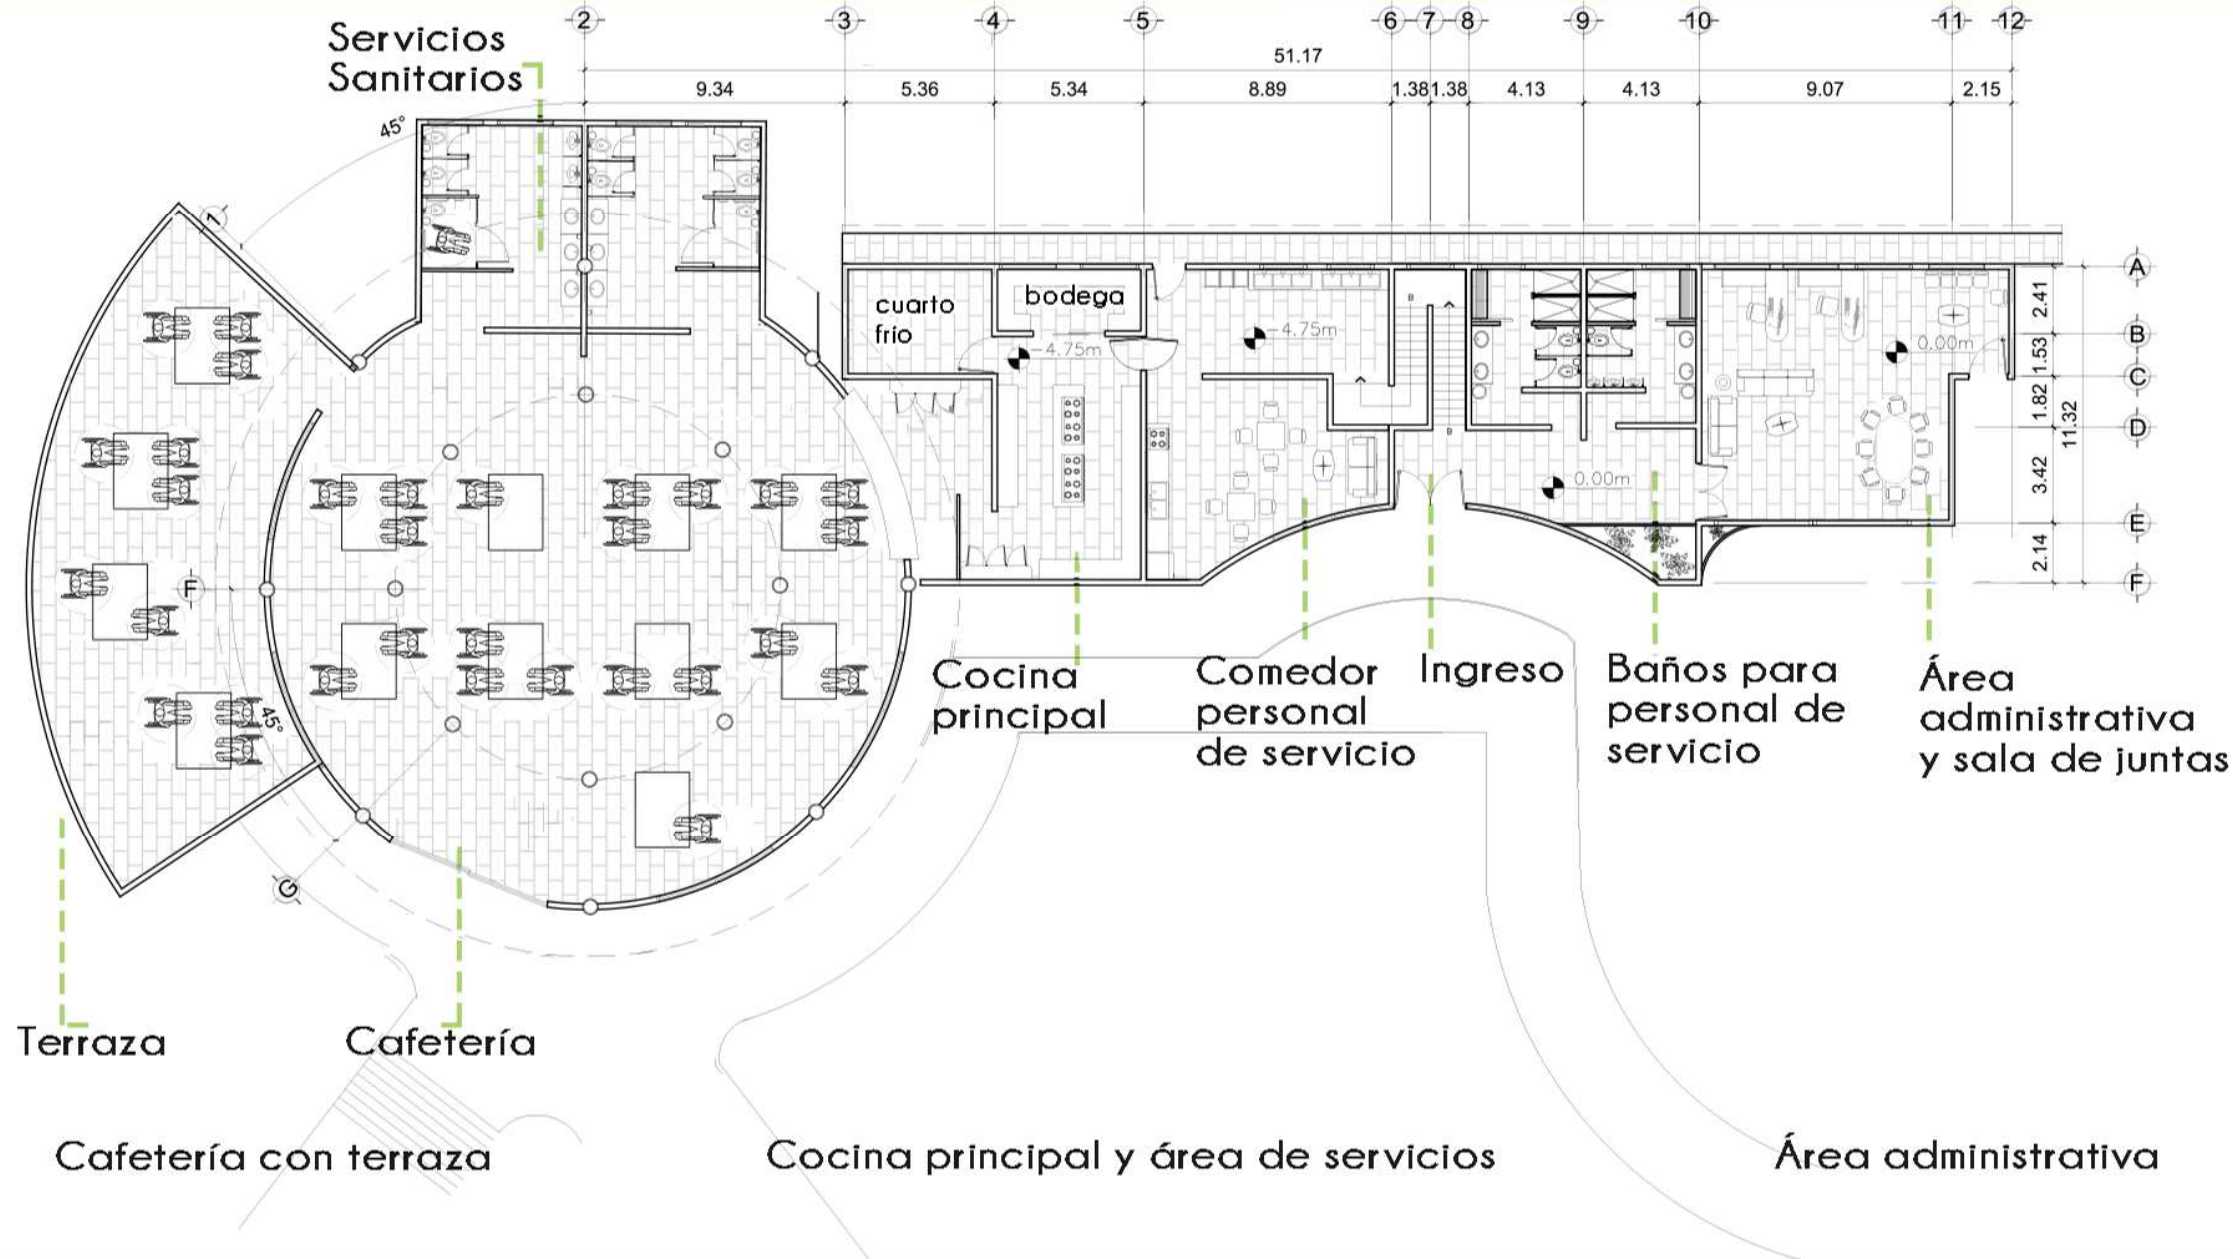 2 3 4 5 6 7 8 9 10 11 12
Servicios
Sanitarios
51.17
9.34 5.36 5.34 8.89 1.38 1.38 4.13 4.13 9.07 2.15
45°
1
A
B
C
D
E
F
2.41
1.53
1.82
3.42
2.14
11.32
cuarto
frio
bodega
-4.75m
-4.75m
0.00m
0.00m
B
B
F
45°
G
Cocina
principal
Comedor
personal
de servicio
Ingreso
Baños para
personal de
servicio
Área
administrativa
y sala de juntas
Terraza
Cafetería
Cafetería con terraza
Cocina principal y área de servicios
Área administrativa